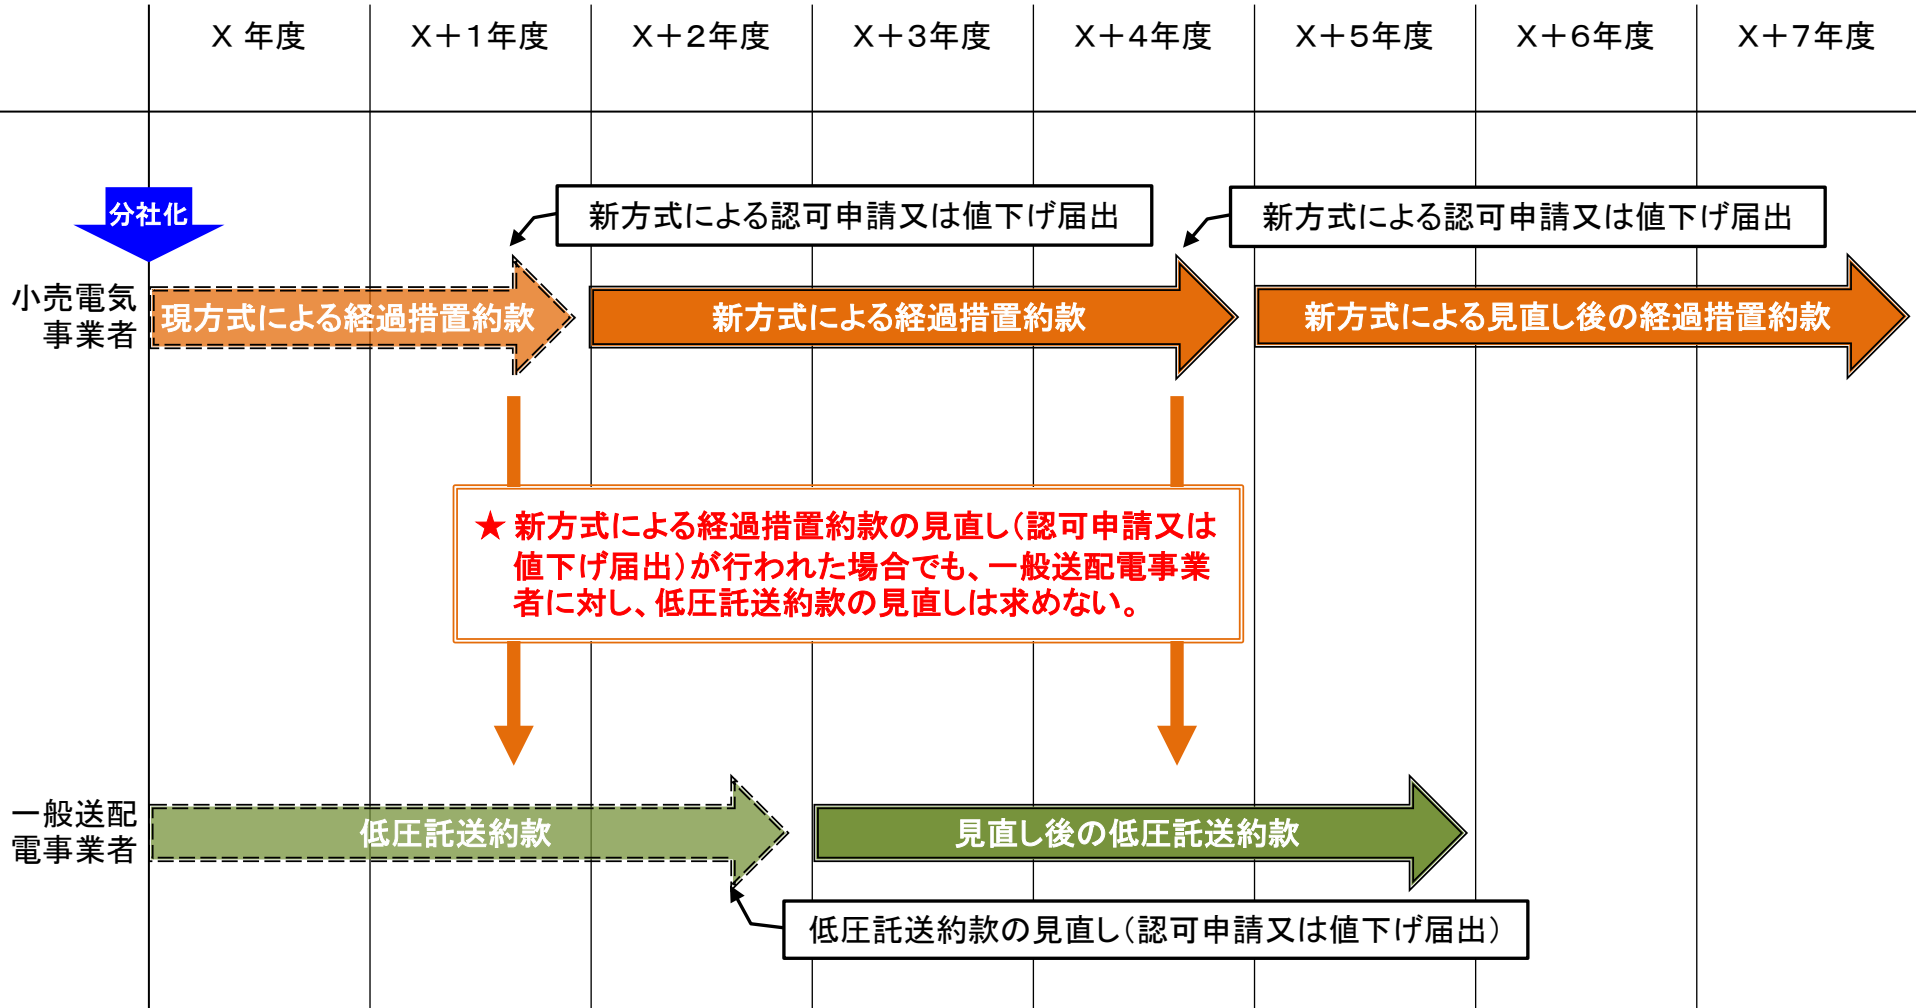 X 年度
X＋1年度
X＋2年度
X＋3年度
X＋4年度
X＋5年度
X＋6年度
X＋7年度
分社化
新方式による認可申請又は値下げ届出
新方式による認可申請又は値下げ届出
小売電気
事業者
現方式による経過措置約款
新方式による経過措置約款
新方式による見直し後の経過措置約款
★ 新方式による経過措置約款の見直し（認可申請又は
値下げ届出）が行われた場合でも、一般送配電事業
者に対し、低圧託送約款の見直しは求めない。
一般送配
電事業者
低圧託送約款
見直し後の低圧託送約款
低圧託送約款の見直し（認可申請又は値下げ届出）